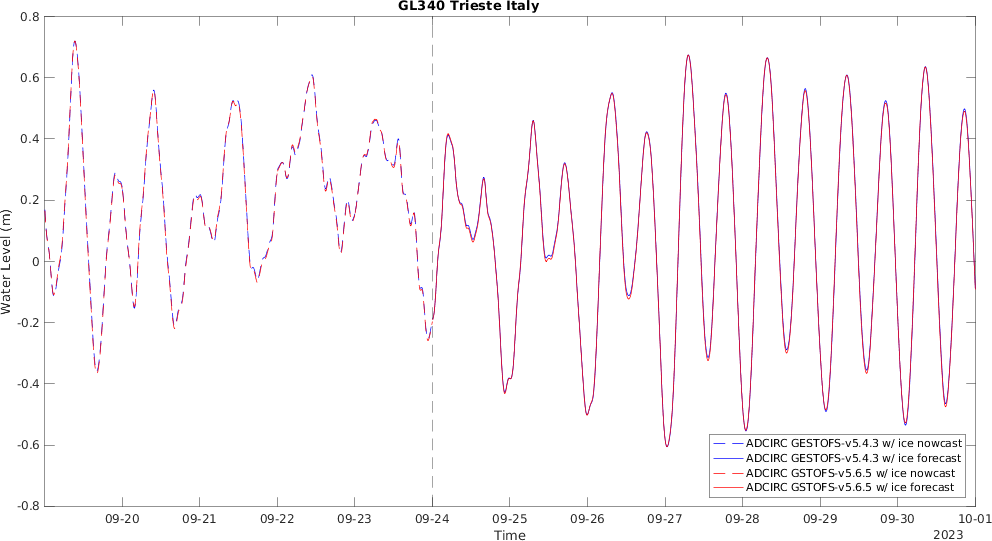 GL340 Trieste Italy
Water Level (m)
0.8
0.6
0.4
0.2
0
-0.2
-0.4
-0.6
-0.8
ADCIRC GESTOFS-v5.4.3 w/ ice nowcast
ADCIRC GESTOFS-v5.4.3 w/ ice forecast
ADCIRC GSTOFS-v5.6.5 w/ ice nowcast
ADCIRC GSTOFS-v5.6.5 w/ ice forecast
09-20 09-21 09-22 09-23 09-24 09-25 09-26 09-27 09-28 09-29 09-30 10-01
Time
2023